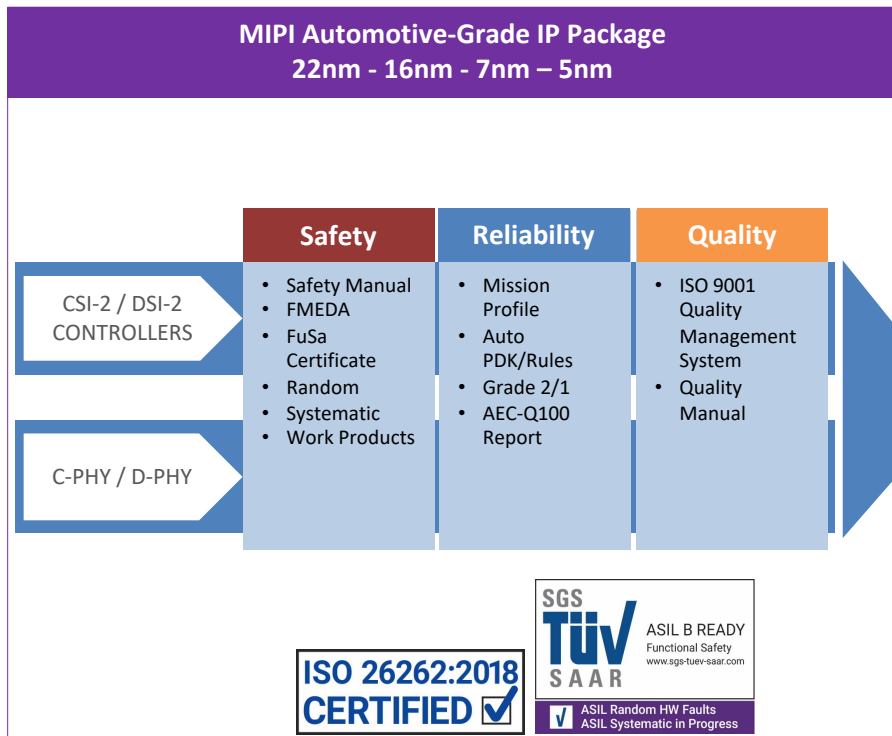 MIPI Automotive-Grade IP Package
22nm - 16nm - 7nm – 5nm
CSI-2 / DSI-2
CONTROLLERS
C-PHY / D-PHY
Safety
• Safety Manual
• FMEDA
• FuSa
Certificate
• Random
• Systematic
• Work Products
Reliability
• Mission
Profile
• Auto
PDK/Rules
• Grade 2/1
• AEC-Q100
Report
Quality
• ISO 9001
Quality
Management
System
• Quality
Manual
ISO 26262:2018
CERTIFIED
SGS
TÜV
SAAR
ASIL B READY
Functional Safety
www.sgs-tuev-saar.com
ASIL Random HW Faults
ASIL Systematic in Progress